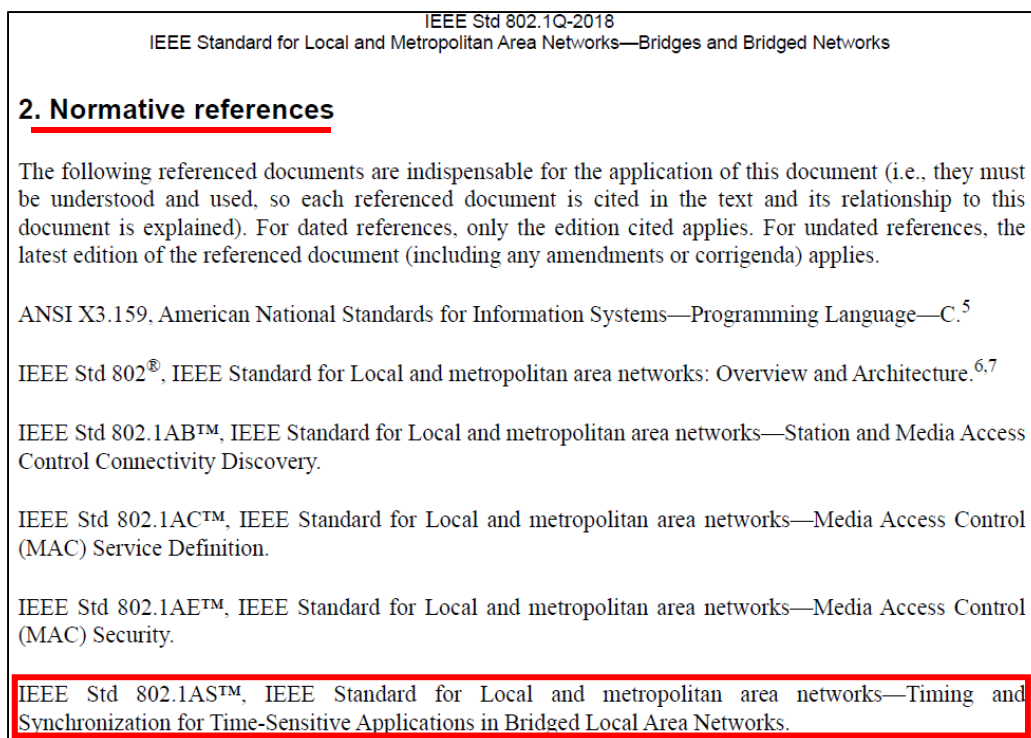 IEEE Std 802.1Q-2018
IEEE Standard for Local and Metropolitan Area Networks—Bridges and Bridged Networks
2. Normative references
The following referenced documents are indispensable for the application of this document (i.e., they must
be understood and used, so each referenced document is cited in the text and its relationship to this
document is explained). For dated references, only the edition cited applies. For undated references, the
latest edition of the referenced document (including any amendments or corrigenda) applies.
ANSI X3.159, American National Standards for Information Systems—Programming Language—C.5
IEEE Std 802®, IEEE Standard for Local and metropolitan area networks: Overview and Architecture.6,7
IEEE Std 802.1AB™, IEEE Standard for Local and metropolitan area networks—Station and Media Access
Control Connectivity Discovery.
IEEE Std 802.1AC™, IEEE Standard for Local and metropolitan area networks—Media Access Control
(MAC) Service Definition.
IEEE Std 802.1AE™, IEEE Standard for Local and metropolitan area networks—Media Access Control
(MAC) Security.
IEEE Std 802.1AS™, IEEE Standard for Local and metropolitan area networks—Timing and
Synchronization for Time-Sensitive Applications in Bridged Local Area Networks.